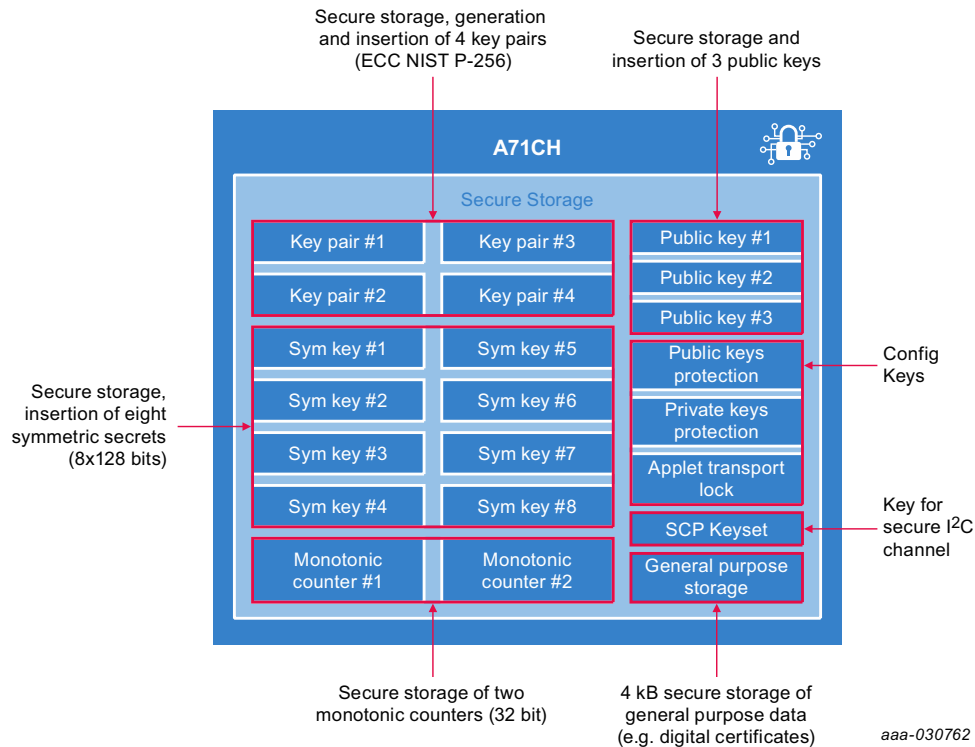 Secure storage, generation
and insertion of 4 key pairs
(ECC NIST P-256)
Secure storage and
insertion of 3 public keys
A71CH
Secure Storage
Key pair #1
Key pair #3
Key pair #2
Key pair #4
Public key #1
Public key #2
Public key #3
Sym key #1
Sym key #5
Sym key #2
Sym key #6
Sym key #3
Sym key #7
Sym key #4
Sym key #8
Public keys
protection
Private keys
protection
Applet transport
lock
Config
Keys
Secure storage,
insertion of eight
symmetric secrets
(8x128 bits)
SCP Keyset
Key for
secure I²C
channel
Monotonic
counter #1
Monotonic
counter #2
General purpose
storage
Secure storage of two
monotonic counters (32 bit)
4 kB secure storage of
general purpose data
(e.g. digital certificates)
aaa-030762